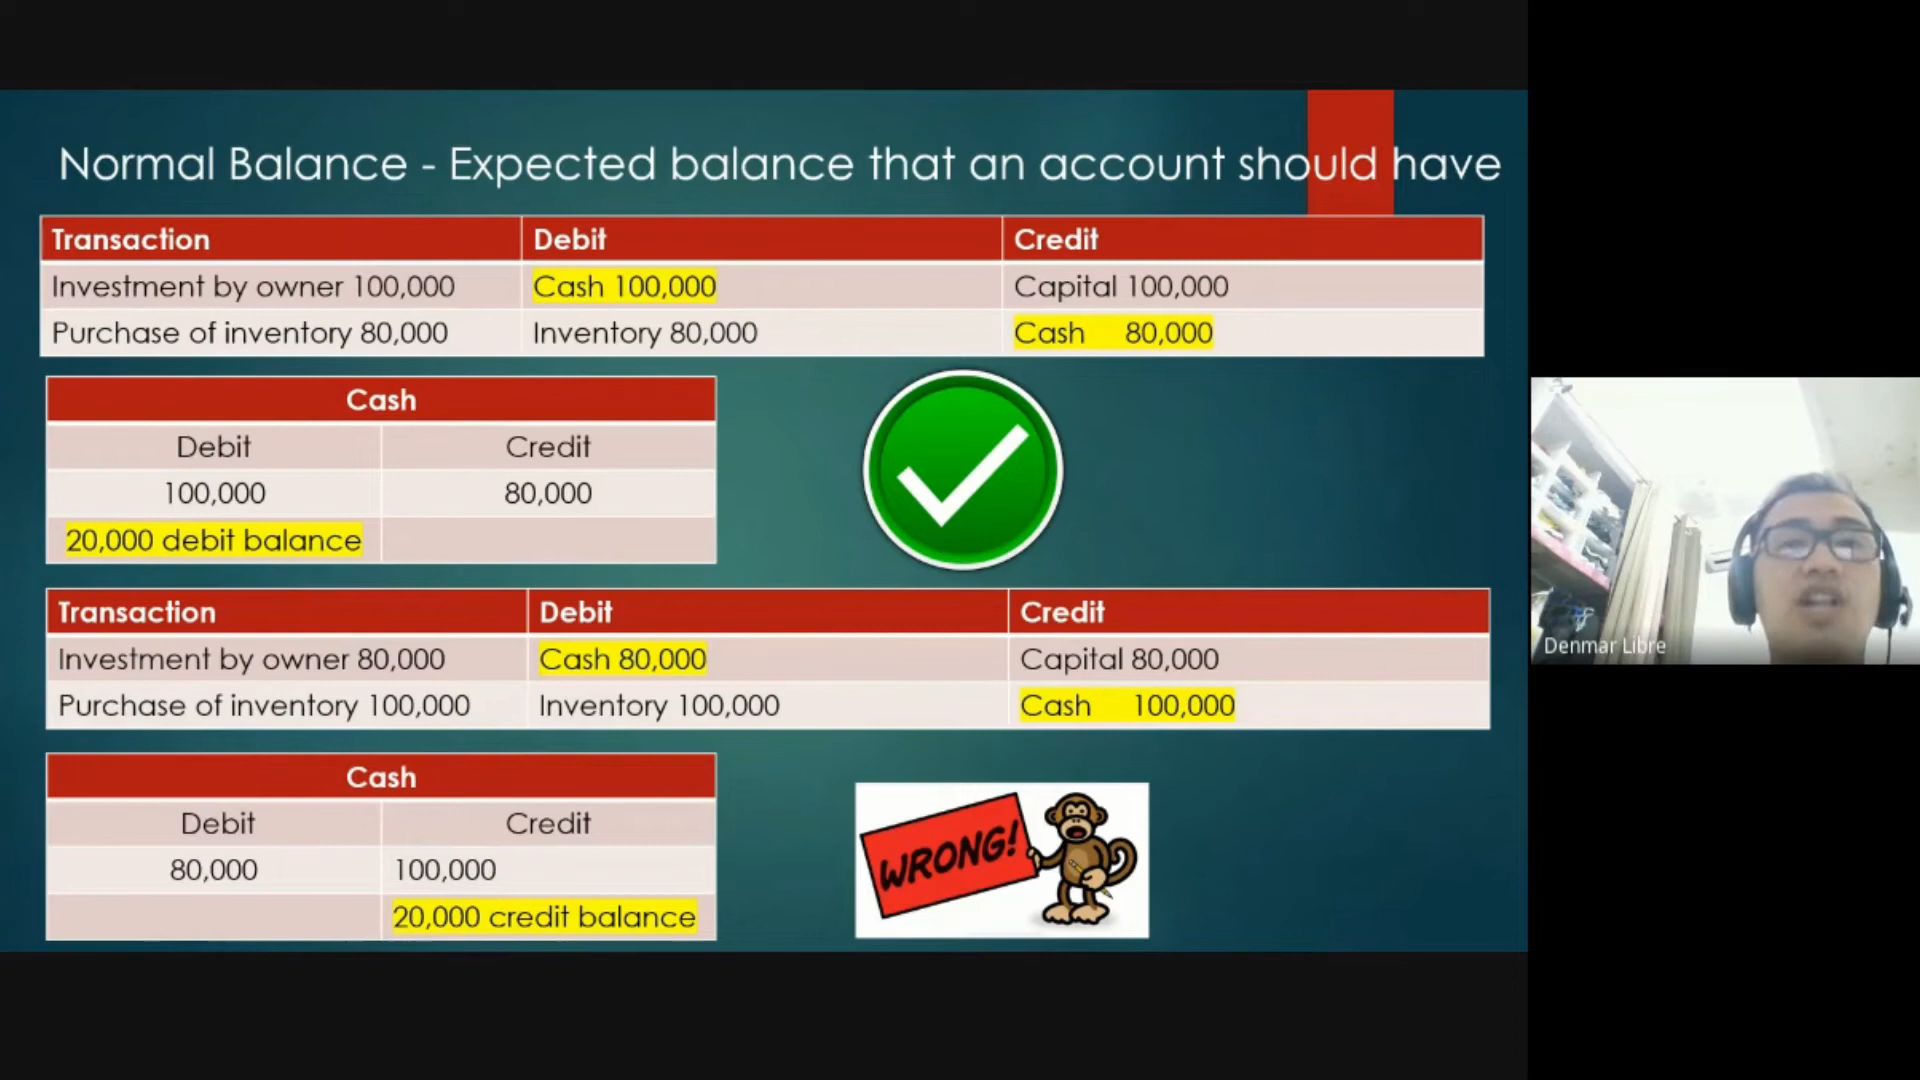 Normal Balance - Expected balance that an account should have
Transaction Debit Credit
Investment by owner 100,000 Cash 100,000 Capital 100,000
Purchase of inventory 80,000 Inventory 80,000 Cash 80,000
Cash
Debit Credit
100,000 80,000
20,000 debit balance
Transaction Debit Credit
Investment by owner 80,000 Cash 80,000 Capital 80,000
Purchase of inventory 100,000 Inventory 100,000 Cash 100,000
Cash
Debit Credit
80,000 100,000
20,000 credit balance
WRONG!
Denmar Libre